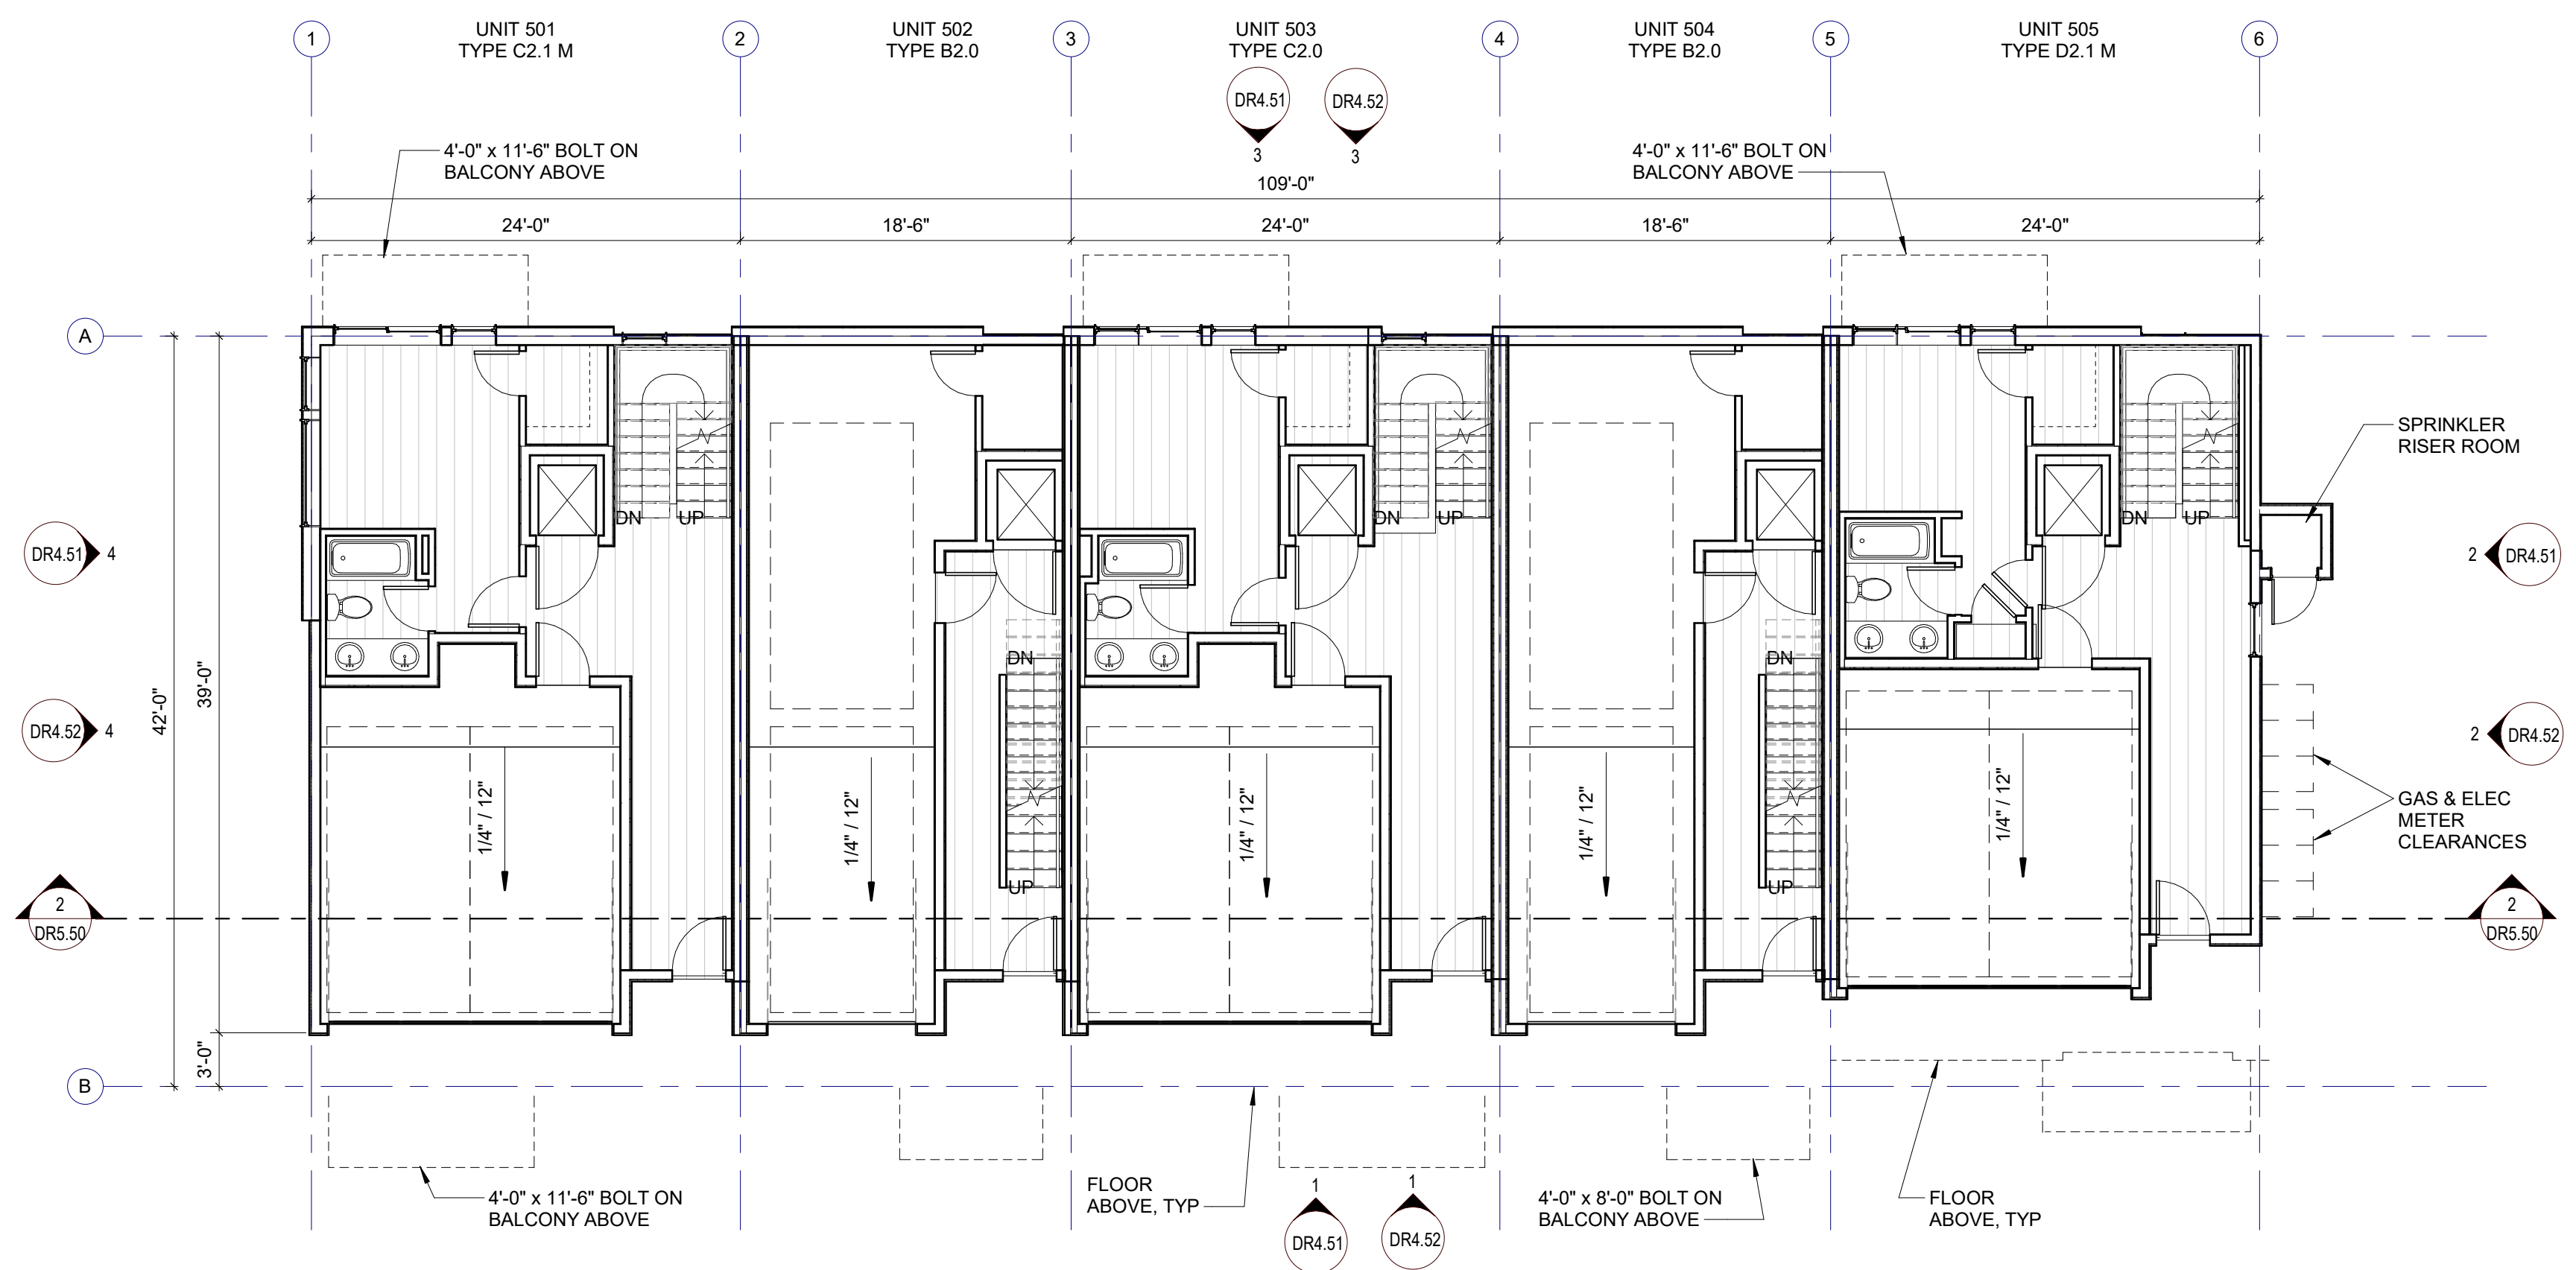 1
UNIT 501
TYPE C2.1 M
2
UNIT 502
TYPE B2.0
3
UNIT 503
TYPE C2.0
4
UNIT 504
TYPE B2.0
5
UNIT 505
TYPE D2.1 M
6
DR4.51
3
DR4.52
3
4'-0" x 11'-6" BOLT ON
BALCONY ABOVE
4'-0" x 11'-6" BOLT ON
BALCONY ABOVE
109'-0"
24'-0"
18'-6"
24'-0"
18'-6"
24'-0"
A
SPRINKLER
RISER ROOM
DN
UP
DN
UP
DN
UP
DR4.51
4
2
DR4.51
DN
DN
39'-0"
42'-0"
DR4.52
4
2
DR4.52
1/4" / 12"
1/4" / 12"
1/4" / 12"
1/4" / 12"
1/4" / 12"
GAS & ELEC
METER
CLEARANCES
UP
UP
2
DR5.50
2
DR5.50
3'-0"
B
4'-0" x 11'-6" BOLT ON
BALCONY ABOVE
FLOOR
ABOVE, TYP
1
DR4.51
1
DR4.52
4'-0" x 8'-0" BOLT ON
BALCONY ABOVE
FLOOR
ABOVE, TYP